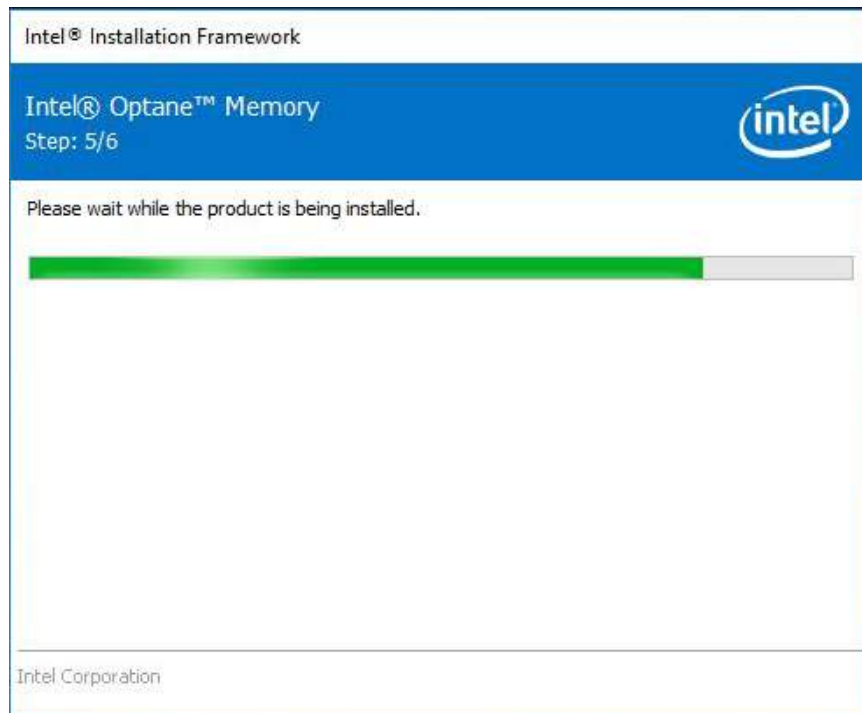 Intel® Installation Framework
Intel® Optane™ Memory
Step: 5/6
intel
Please wait while the product is being installed.
Intel Corporation